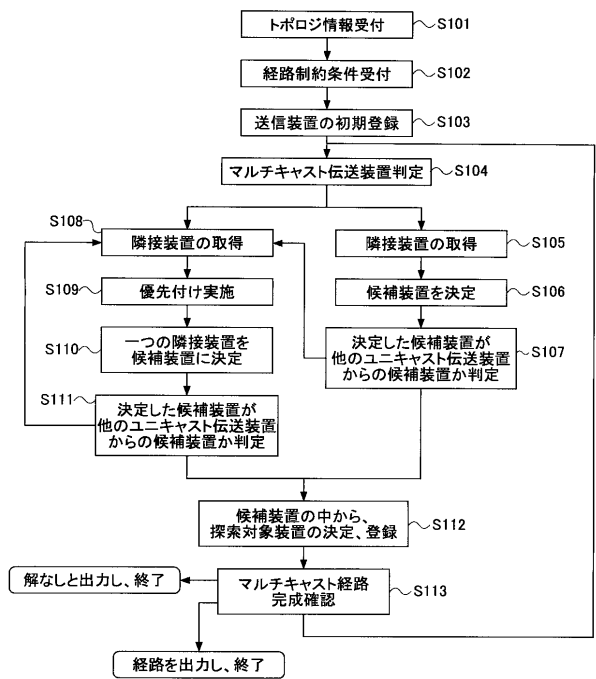 トポロジ情報受付
S101
経路制約条件受付
S102
送信装置の初期登録
S103
マルチキャスト伝送装置判定
S104
S108
隣接装置の取得
隣接装置の取得
S105
S109
優先付け実施
候補装置を決定
S106
S110
一つの隣接装置を
候補装置に決定
決定した候補装置が
他のユニキャスト伝送装置
からの候補装置か判定
S107
S111
決定した候補装置が
他のユニキャスト伝送装置
からの候補装置か判定
候補装置の中から、
探索対象装置の決定、登録
S112
解なしと出力し、終了
マルチキャスト経路
完成確認
S113
経路を出力し、終了